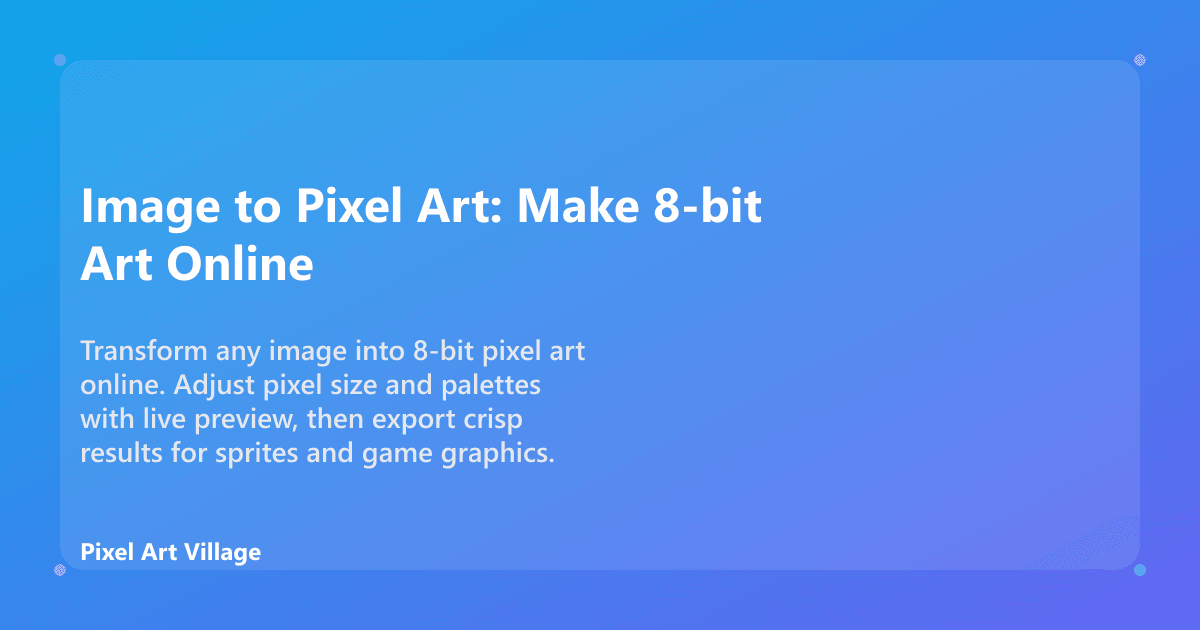 Image to Pixel Art: Make 8-bit
Art Online
Transform any image into 8-bit pixel art
online. Adjust pixel size and palettes
with live preview, then export crisp
results for sprites and game graphics.
Pixel Art Village